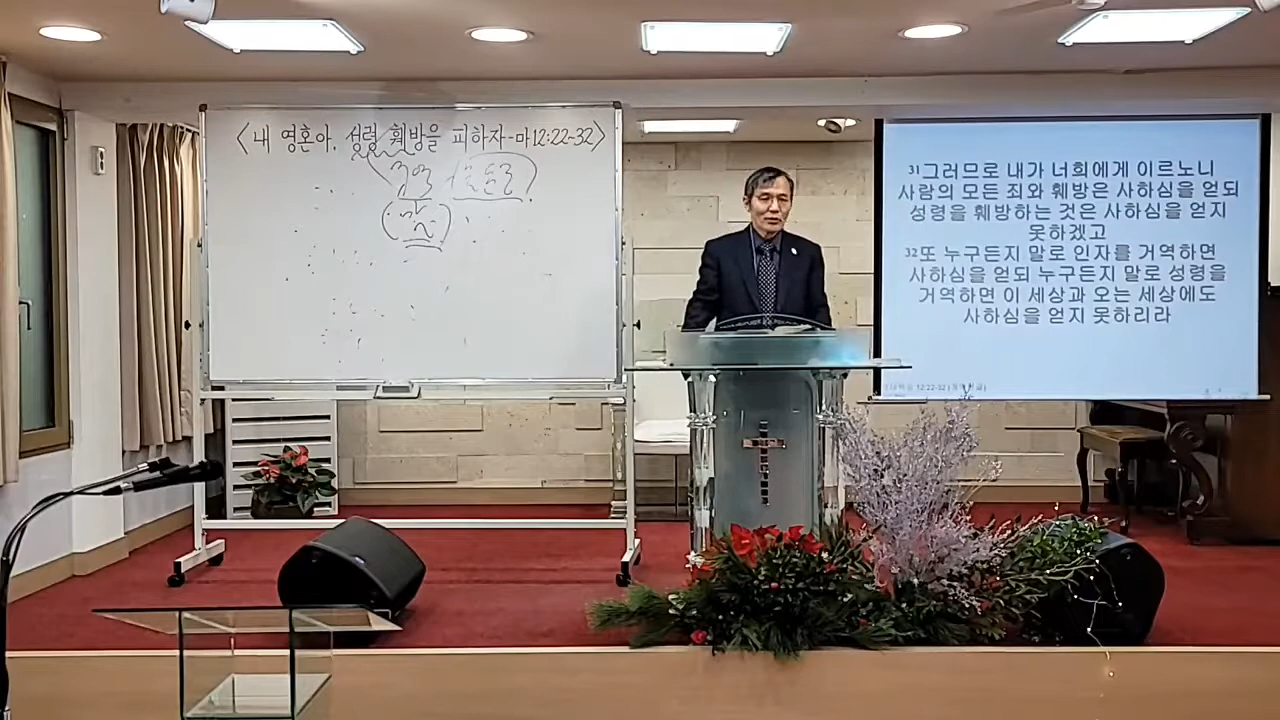 <내 영혼아, 성령 훼방을 피하자-마12:22-32>
31그러므로 내가 너희에게 이르노니
사람의 모든 죄와 훼방은 사하심을 얻되
성령을 훼방하는 것은 사하심을 얻지
못하겠고
32또 누구든지 말로 인자를 거역하면
사하심을 얻되 누구든지 말로 성령을
거역하면 이 세상과 오는 세상에도
사하심을 얻지 못하리라